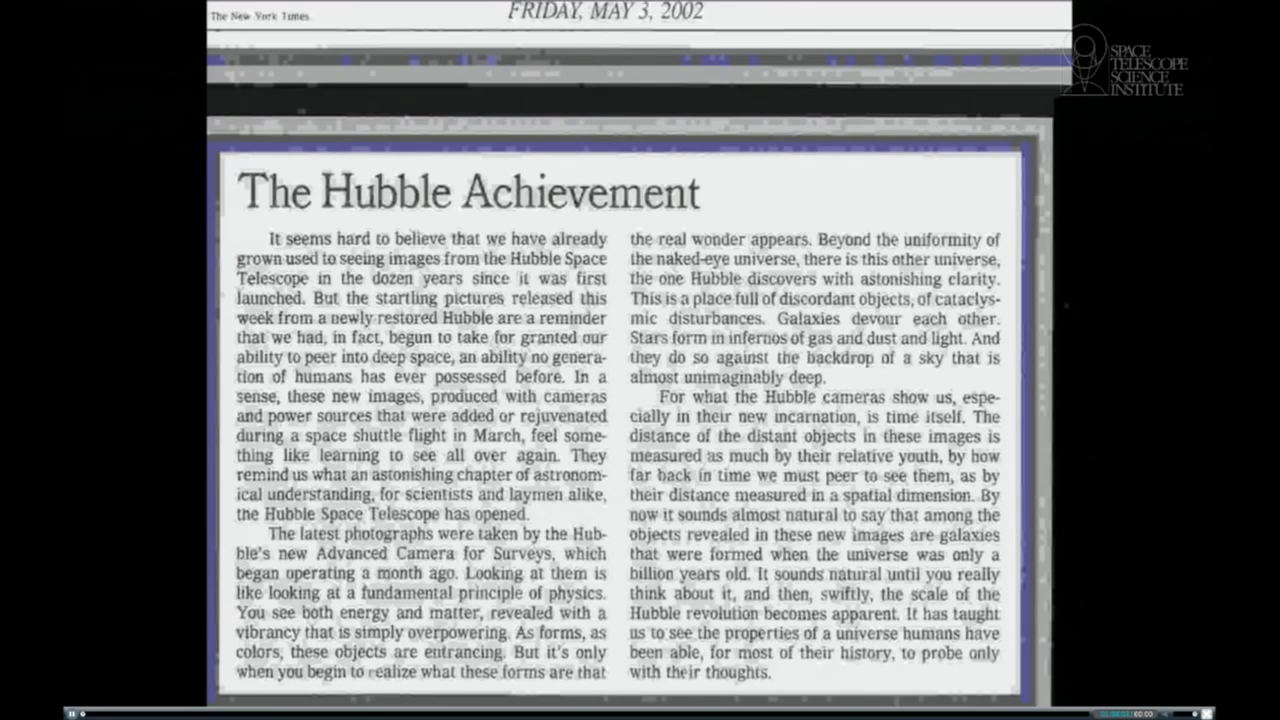 The New York Times
FRIDAY, MAY 3, 2002
SPACE
TELESCOPE
SCIENCE
INSTITUTE
The Hubble Achievement
It seems hard to believe that we have already
grown used to seeing images from the Hubble Space
Telescope in the dozen years since it was first
launched. But the startling pictures released this
week from a newly restored Hubble are a reminder
that we had, in fact, begun to take for granted our
ability to peer into deep space, an ability no genera-
tion of humans has ever possessed before. In a
sense, these new images, produced with cameras
and power sources that were added or rejuvenated
during a space shuttle flight in March, feel some-
thing like learning to see all over again. They
remind us what an astonishing chapter of astronom-
ical understanding, for scientists and laymen alike,
the Hubble Space Telescope has opened.
The latest photographs were taken by the Hub-
ble's new Advanced Camera for Surveys, which
began operating a month ago. Looking at them is
like looking at a fundamental principle of physics.
You see both energy and matter, revealed with a
vibrancy that is simply overpowering. As forms, as
colors, these objects are entrancing. But it's only
when you begin to realize what these forms are that
the real wonder appears. Beyond the uniformity of
the naked-eye universe, there is this other universe,
the one Hubble discovers with astonishing clarity.
This is a place full of discordant objects, of cataclys-
mic disturbances. Galaxies devour each other.
Stars form in infernos of gas and dust and light. And
they do so against the backdrop of a sky that is
almost unimaginably deep.
For what the Hubble cameras show us, espe-
cially in their new incarnation, is time itself. The
distance of the distant objects in these images is
measured as much by their relative youth, by how
far back in time we must peer to see them, as by
their distance measured in a spatial dimension. By
now it sounds almost natural to say that among the
objects revealed in these new images are galaxies
that were formed when the universe was only a
billion years old. It sounds natural until you really
think about it, and then, swiftly, the scale of the
Hubble revolution becomes apparent. It has taught
us to see the properties of a universe humans have
been able, for most of their history, to probe only
with their thoughts.